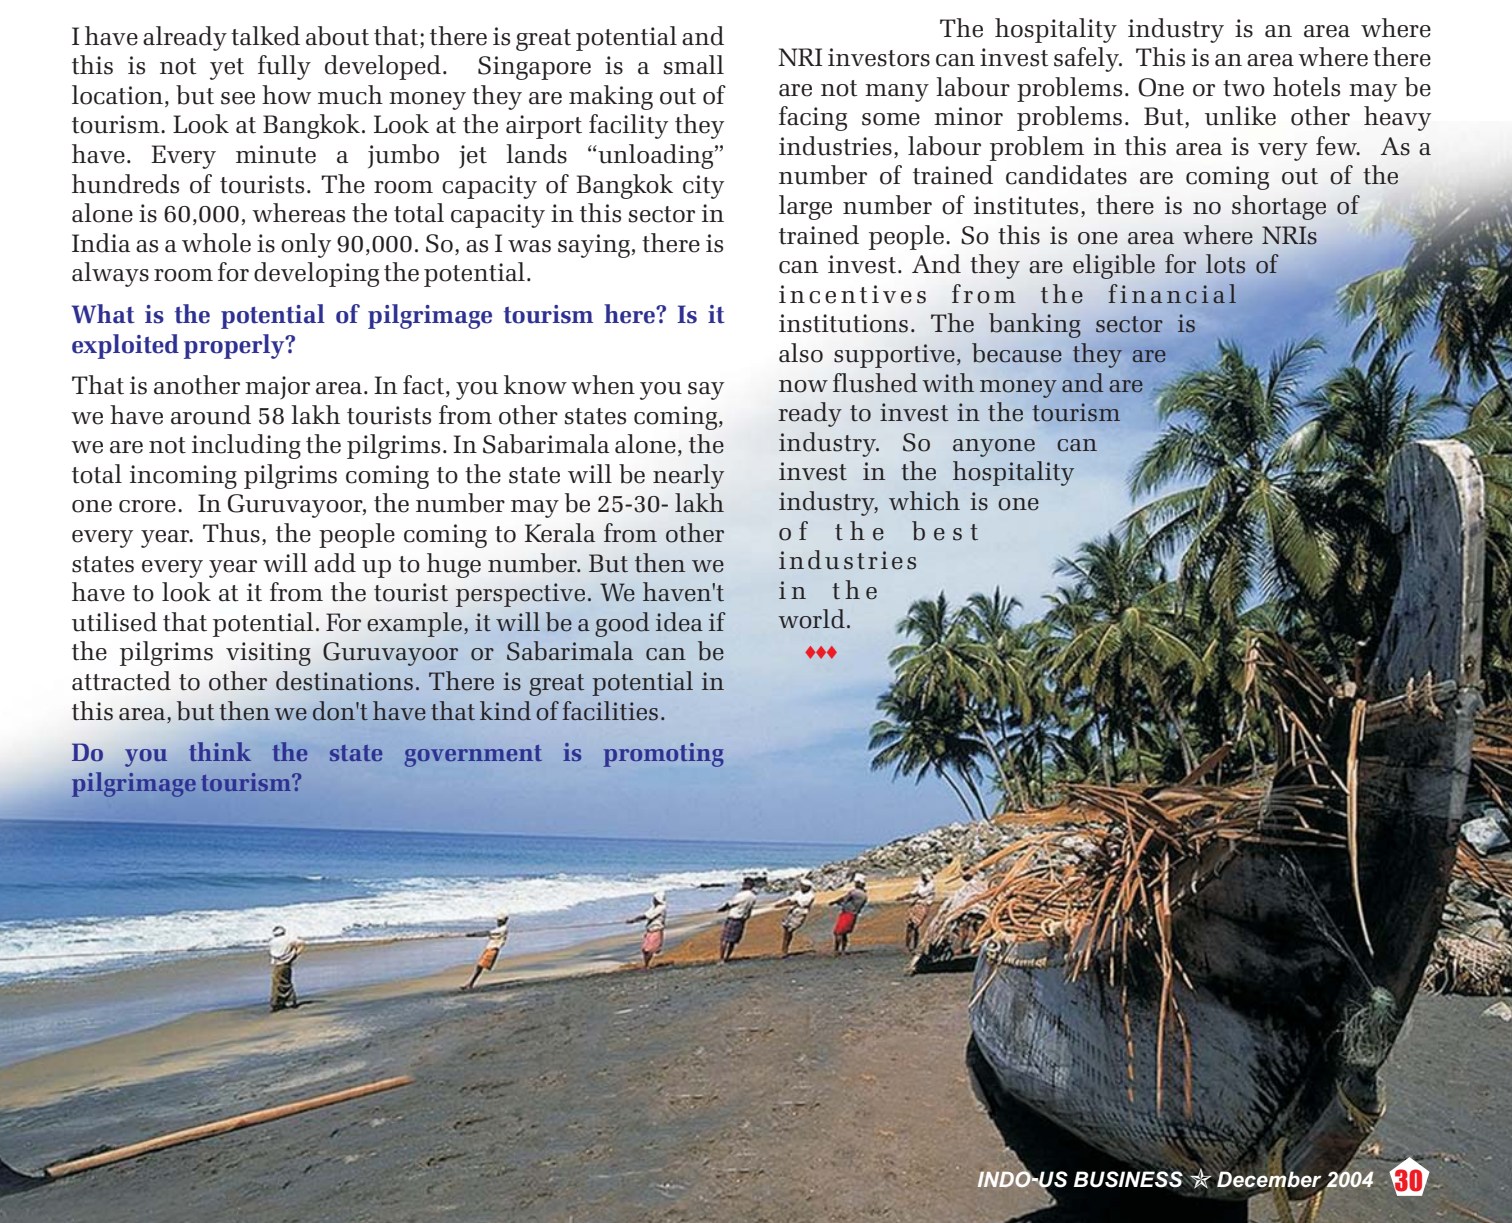 I have already talked about that; there is great potential and
this is not yet fully developed. Singapore is a small
location, but see how much money they are making out of
tourism. Look at Bangkok. Look at the airport facility they
have. Every minute a jumbo jet lands “unloading”
hundreds of tourists. The room capacity of Bangkok city
alone is 60,000, whereas the total capacity in this sector in
India as a whole is only 90,000. So, as I was saying, there is
always room for developing the potential.
What is the potential of pilgrimage tourism here? Is it
exploited properly?
That is another major area. In fact, you know when you say
we have around 58 lakh tourists from other states coming,
we are not including the pilgrims. In Sabarimala alone, the
total incoming pilgrims coming to the state will be nearly
one crore. In Guruvayoor, the number may be 25-30- lakh
every year. Thus, the people coming to Kerala from other
states every year will add up to huge number. But then we
have to look at it from the tourist perspective. We haven't
utilised that potential. For example, it will be a good idea if
the pilgrims visiting Guruvayoor or Sabarimala can be
attracted to other destinations. There is great potential in
this area, but then we don't have that kind of facilities.
Do you think the state government is promoting
pilgrimage tourism?
The hospitality industry is an area where
NRI investors can invest safely. This is an area where there
are not many labour problems. One or two hotels may be
facing some minor problems. But, unlike other heavy
industries, labour problem in this area is very few. As a
number of trained candidates are coming out of the
large number of institutes, there is no shortage of
trained people. So this is one area where NRIs
can invest. And they are eligible for lots of
incentives from the financial
institutions. The banking sector is
also supportive, because they are
now flushed with money and are
ready to invest in the tourism
industry. So anyone can
invest in the hospitality
industry, which is one
of the best
industries
in the
world.
INDO-US BUSINESS December 2004 30